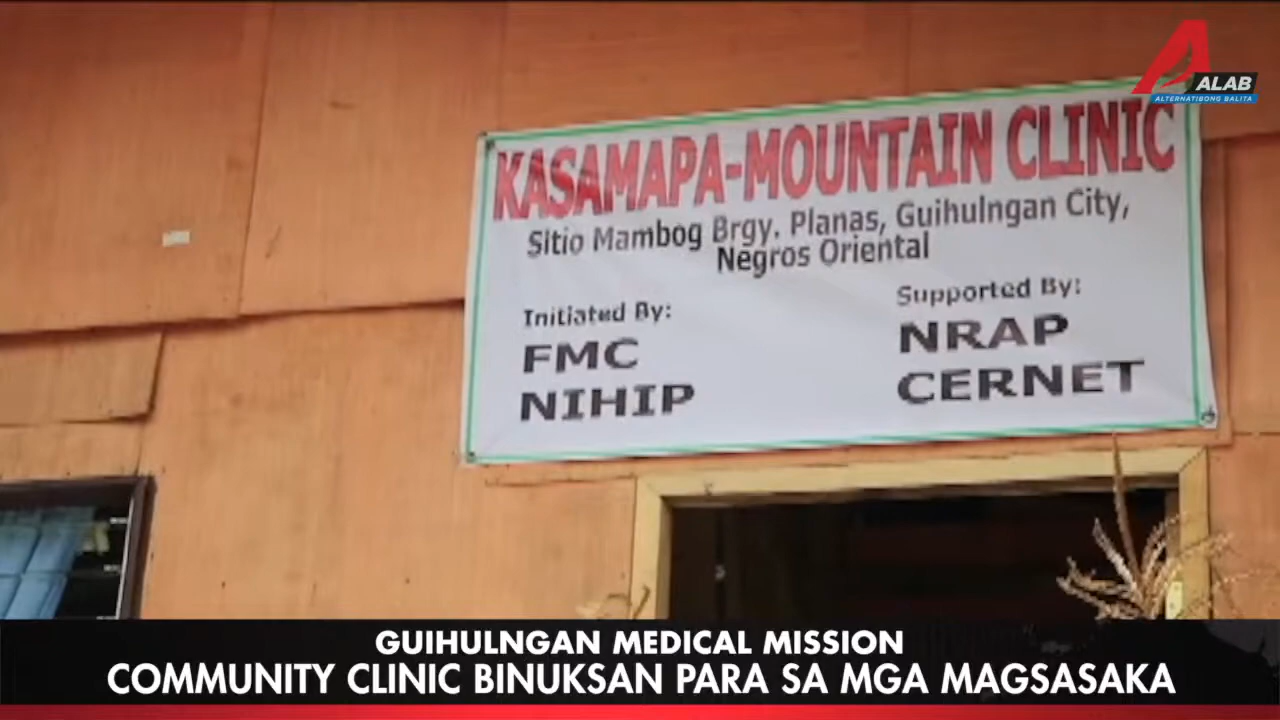 ALAB
ALTERNATIBONG BALITA
KASAMAPA-MOUNTAIN CLINIC
Sitio Mambog Brgy. Planas, Guihulngan City,
Negros Oriental
Initiated By:
FMC
NIHIP
Supported By:
NRAP
CERNET
GUIHULNGAN MEDICAL MISSION
COMMUNITY CLINIC BINUKSAN PARA SA MGA MAGSASAKA